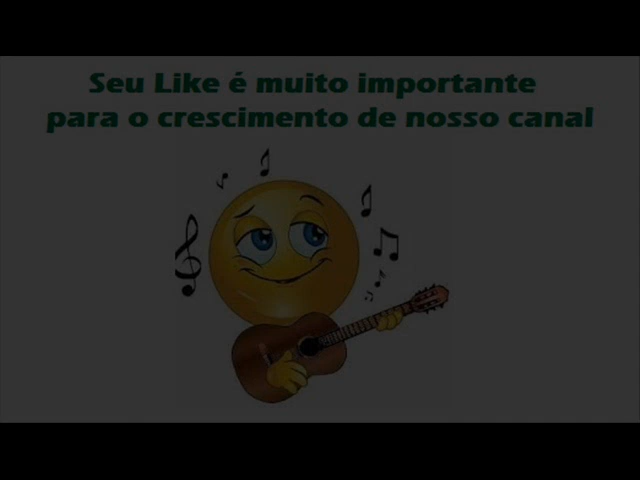 Seu Like é muito importante
para o crescimento de nosso canal